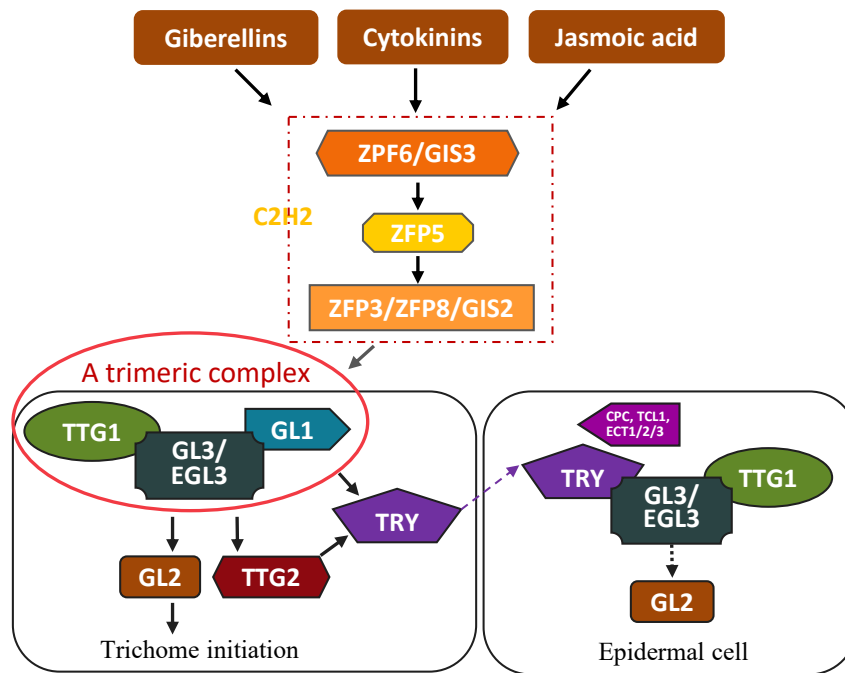 Giberellins
Cytokinins
Jasmoic acid
ZPF6/GIS3
C2H2
ZFP5
ZFP3/ZFP8/GIS2
A trimeric complex
TTG1
GL3/
EGL3
GL1
TRY
GL2
TTG2
Trichome initiation
CPC, TCL1,
ECT1/2/3
TRY
GL3/
EGL3
TTG1
GL2
Epidermal cell